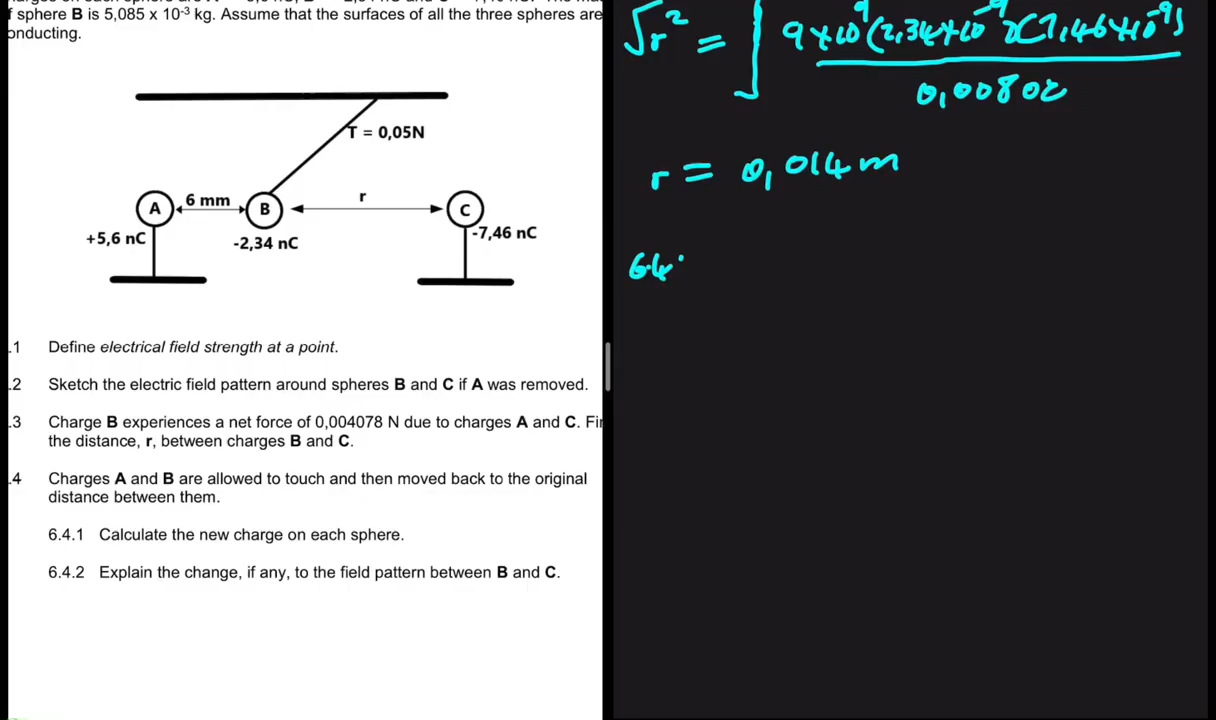 sphere B is 5,085 x 10-3 kg. Assume that the surfaces of all the three spheres are
onducting.
T = 0,05N
A
6 mm
B
r
C
+5,6 nC
-2,34 nC
-7,46 nC
.1 Define electrical field strength at a point.
.2 Sketch the electric field pattern around spheres B and C if A was removed.
.3 Charge B experiences a net force of 0,004078 N due to charges A and C. Fi
the distance, r, between charges B and C.
.4 Charges A and B are allowed to touch and then moved back to the original
distance between them.
6.4.1 Calculate the new charge on each sphere.
6.4.2 Explain the change, if any, to the field pattern between B and C.
√r² = √ 9×10⁹(2,34×10⁻⁹)(7,46×10⁻⁹)
0,00802
r = 0,014m
6.4.